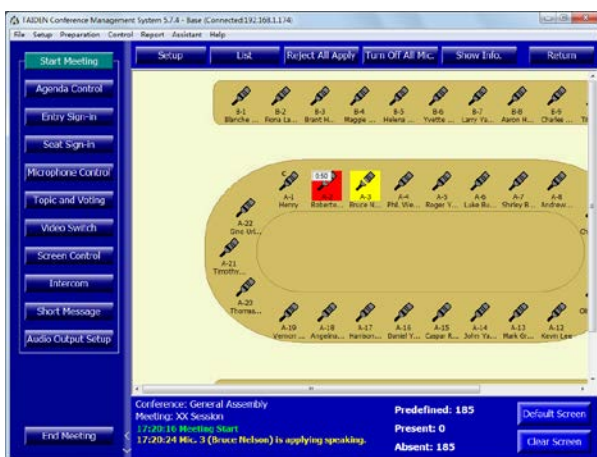 TAIDEN Conference Management System 5.7.4 - Base (Connected:192.168.1.174)
File Setup Preparation Control Report Assistant Help
Start Meeting
Agenda Control
Entry Sign-in
Seat Sign-in
Microphone Control
Topic and Voting
Video Switch
Screen Control
Intercom
Short Message
Audio Output Setup
End Meeting
Setup List Reject All Apply Turn Off All Mic. Show Info. Return
B-1 B-2 B-3 B-4 B-5 B-6 B-7 B-8 B-9
Blanche ... Fiona La... Brant H... Maggie ... Helena ... Yvette ... Larry Ya... Aaron H... Charles ...
0:50
C
A-1 A-2 A-3 A-4 A-5 A-6 A-7 A-8
Henry Roberto... Bruce N... Phil. We... Roger Y... Luke Ro... Shirley B... Andrew ...
A-22
Gino Uri...
A-21
Timothy...
A-20
Thomas...
A-19 A-18 A-17 A-16 A-15 A-14 A-13 A-12
Vernon ... Angelina... Harrison... Daniel Y... Caspar R... John Ya... Mark Gr... Kevin Lee
Conference: General Assembly
Meeting: XX Session
17:20:16 Meeting Start
17:20:24 Mic. 3 (Bruce Nelson) is applying speaking.
Predefined: 185
Present: 0
Absent: 185
Default Screen
Clear Screen